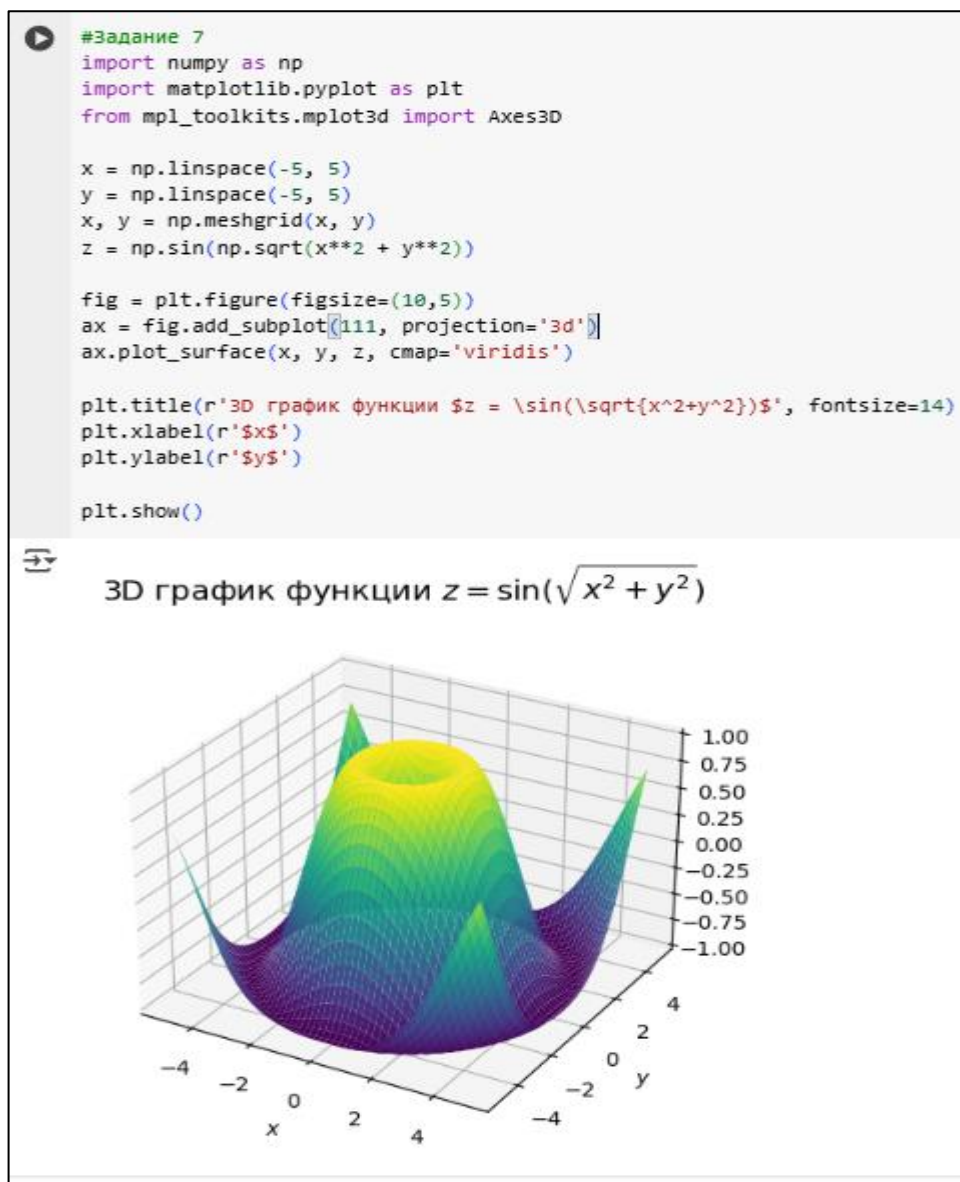 #Задание 7
import numpy as np
import matplotlib.pyplot as plt
from mpl_toolkits.mplot3d import Axes3D
x = np.linspace(-5, 5)
y = np.linspace(-5, 5)
x, y = np.meshgrid(x, y)
z = np.sin(np.sqrt(x**2 + y**2))
fig = plt.figure(figsize=(10,5))
ax = fig.add_subplot(111, projection='3d')
ax.plot_surface(x, y, z, cmap='viridis')
plt.title(r'3D график функции $z = \sin(\sqrt{x^2+y^2})$', fontsize=14)
plt.xlabel(r'$x$')
plt.ylabel(r'$y$')
plt.show()
3D график функции z = sin(√x² + y²)
1.00
0.75
0.50
0.25
0.00
−0.25
−0.50
−0.75
−1.00
4
2
0
−2
−4
y
−4
−2
0
2
4
x